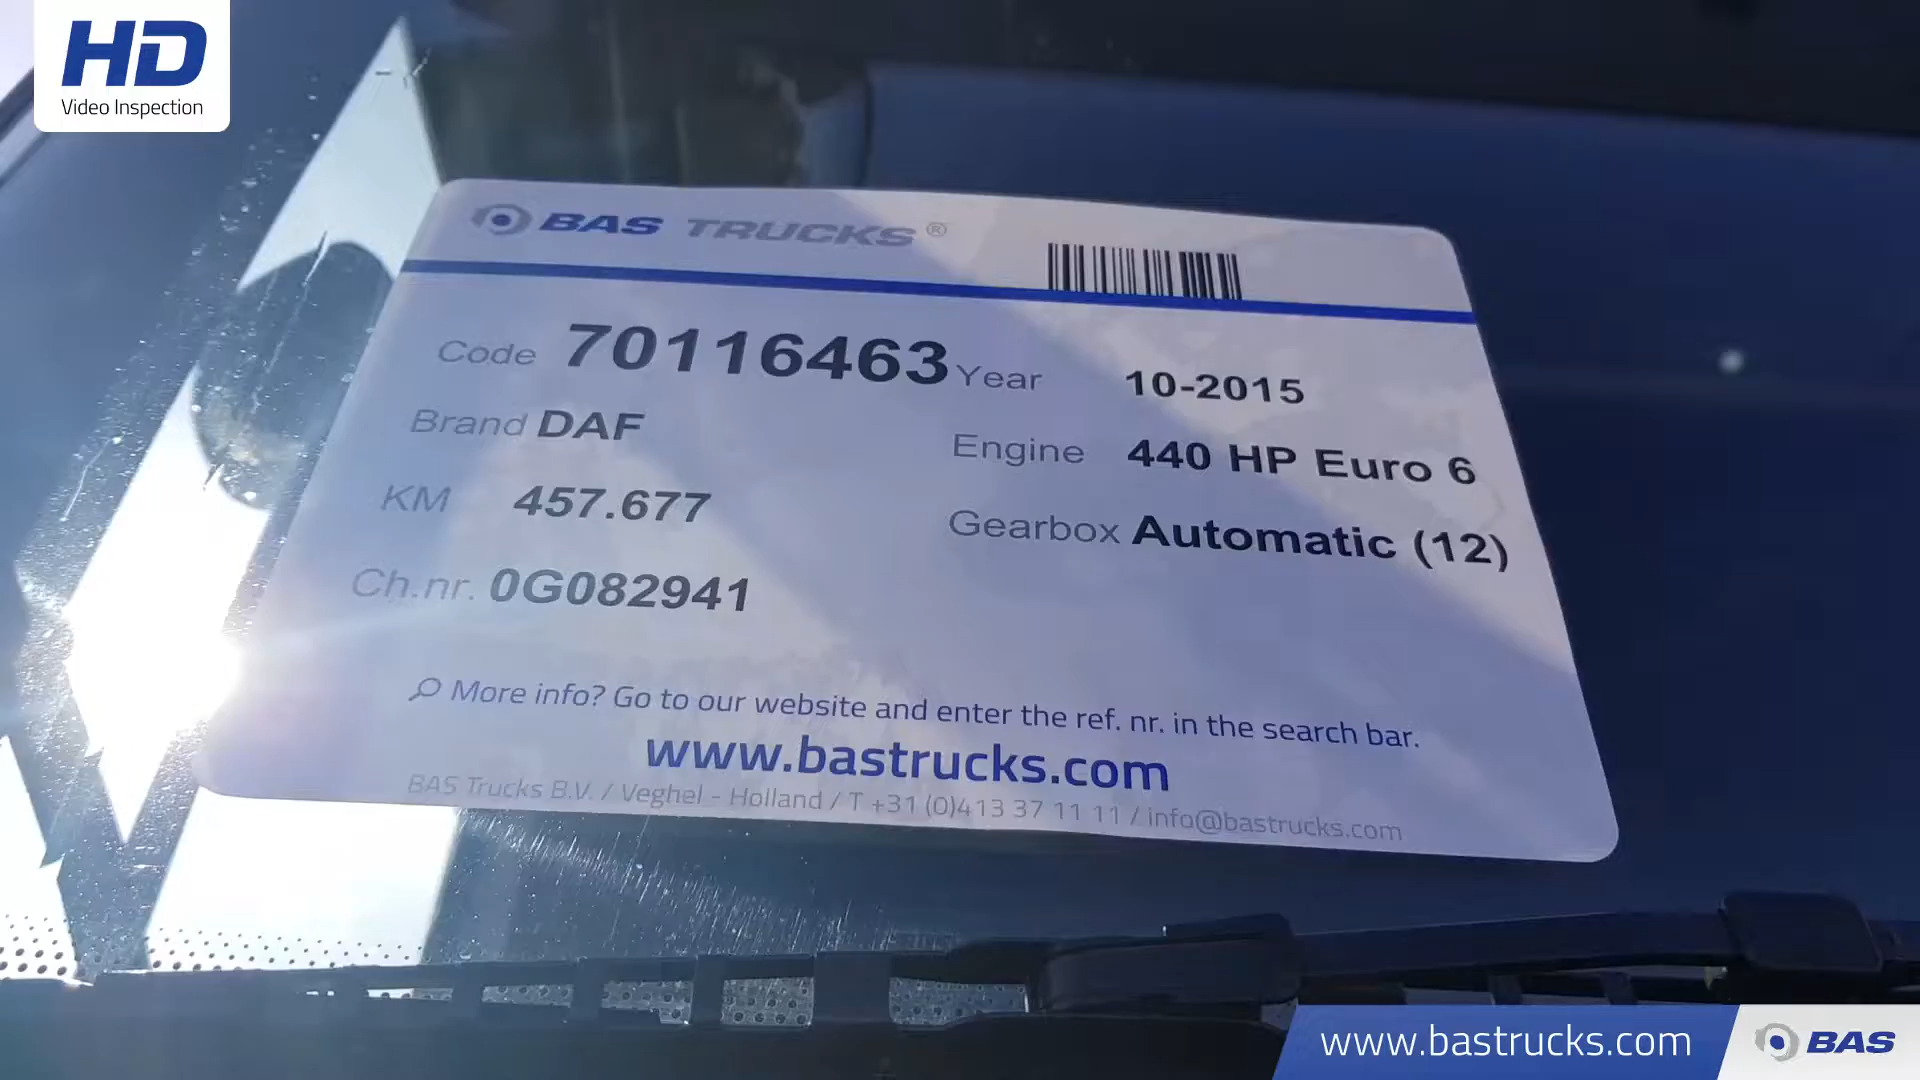 HD
Video Inspection
BAS TRUCKS®
Code 70116463 Year 10-2015
Brand DAF Engine 440 HP Euro 6
KM 457.677 Gearbox Automatic (12)
Ch.nr. 0G082941
More info? Go to our website and enter the ref. nr. in the search bar.
www.bastrucks.com
BAS Trucks B.V. / Veghel - Holland / T +31 (0)413 37 11 11 / info@bastrucks.com
www.bastrucks.com BAS